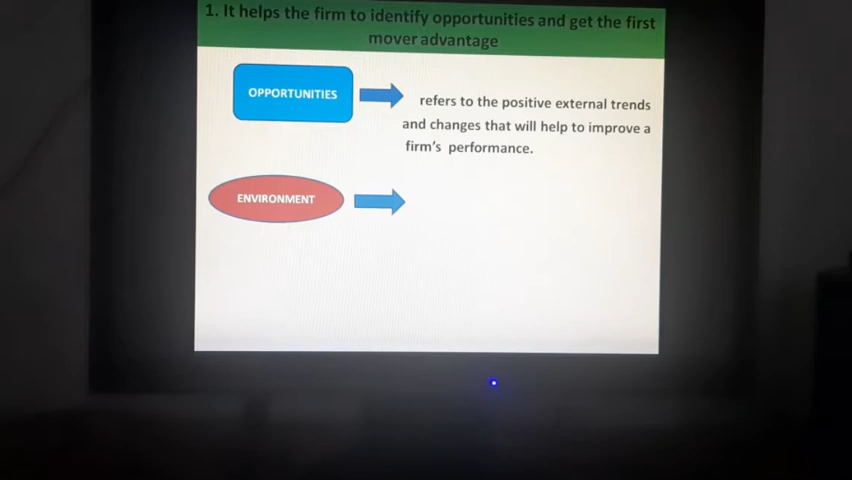 1. It helps the firm to identify opportunities and get the first
mover advantage
OPPORTUNITIES
refers to the positive external trends
and changes that will help to improve a
firm's performance.
ENVIRONMENT